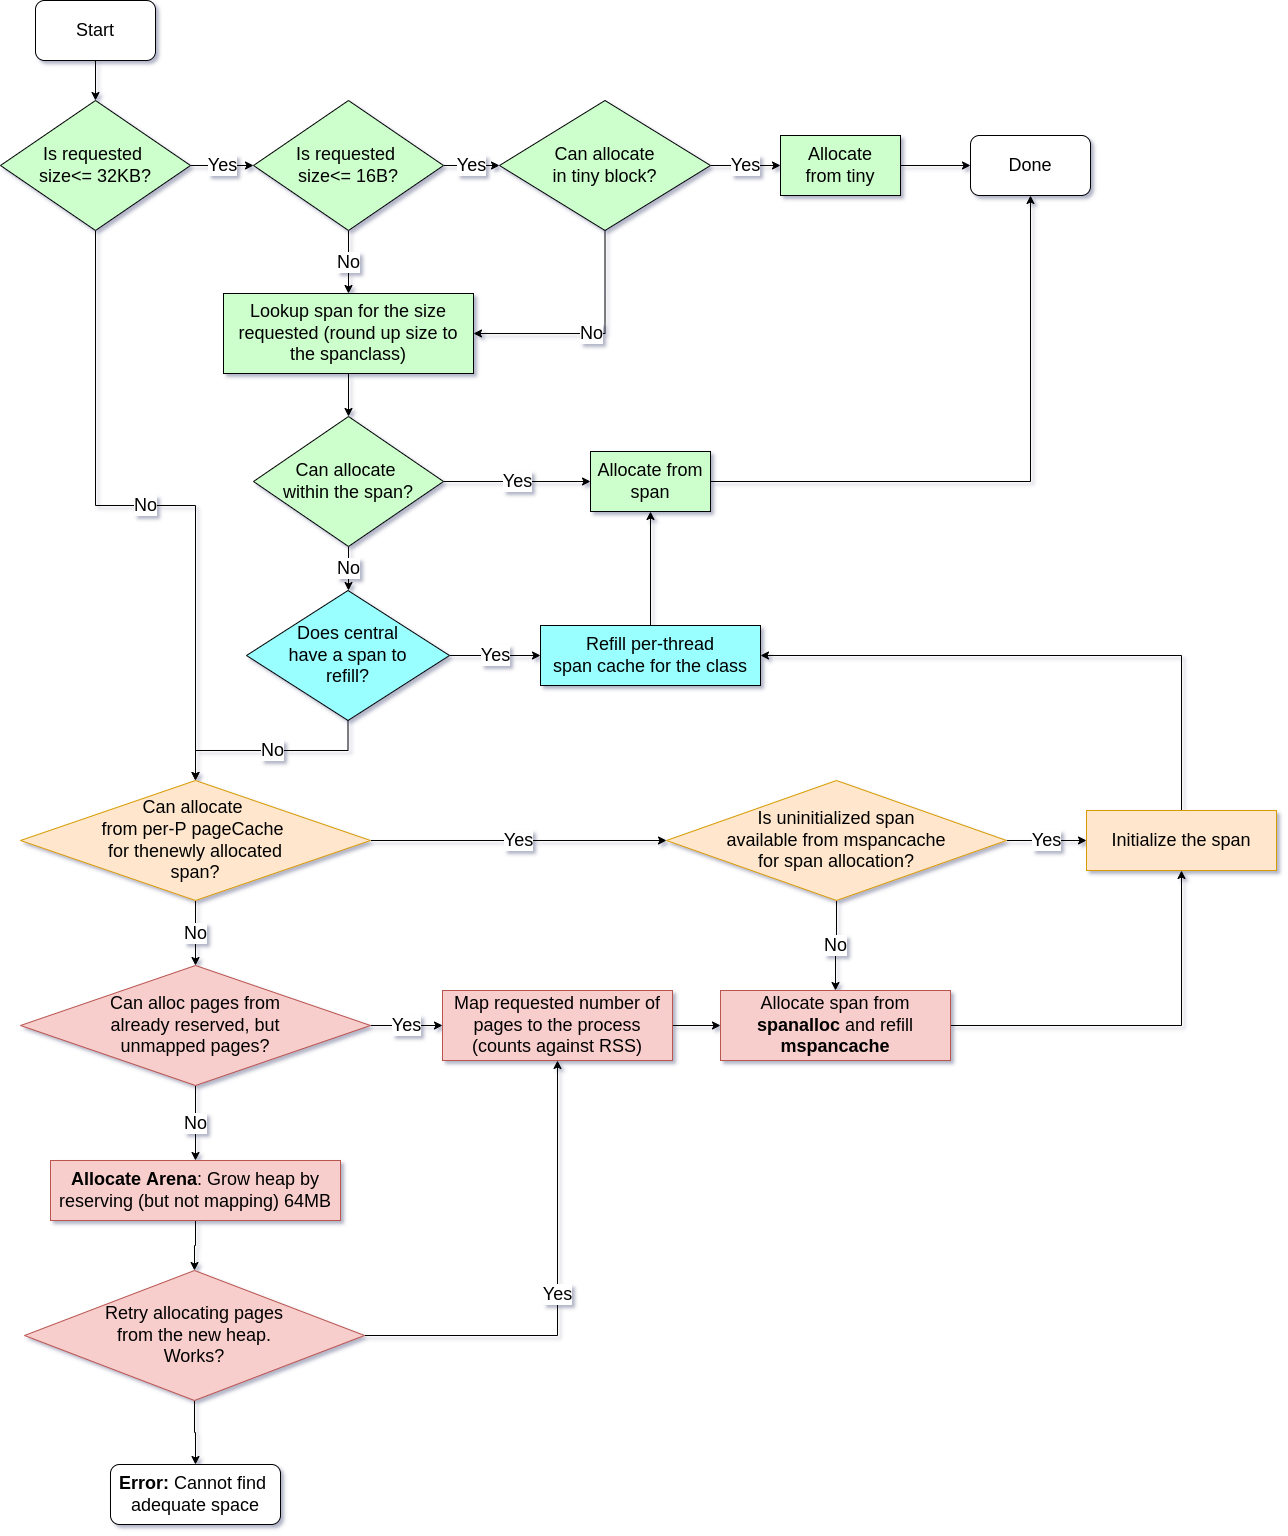 Start
Is requested
size<= 32KB?
Yes
Is requested
size<= 16B?
Yes
Can allocate
in tiny block?
Yes
Allocate
from tiny
Done
No
Lookup span for the size
requested (round up size to
the spanclass)
No
Can allocate
within the span?
Yes
Allocate from
span
No
No
Does central
have a span to
refill?
Yes
Refill per-thread
span cache for the class
No
Can allocate
from per-P pageCache
for thenewly allocated
span?
Yes
Is uninitialized span
available from mspancache
for span allocation?
Yes
Initialize the span
No
No
Can alloc pages from
already reserved, but
unmapped pages?
Yes
Map requested number of
pages to the process
(counts against RSS)
Allocate span from
spanalloc and refill
mspancache
No
Allocate Arena: Grow heap by
reserving (but not mapping) 64MB
Yes
Retry allocating pages
from the new heap.
Works?
Error: Cannot find
adequate space